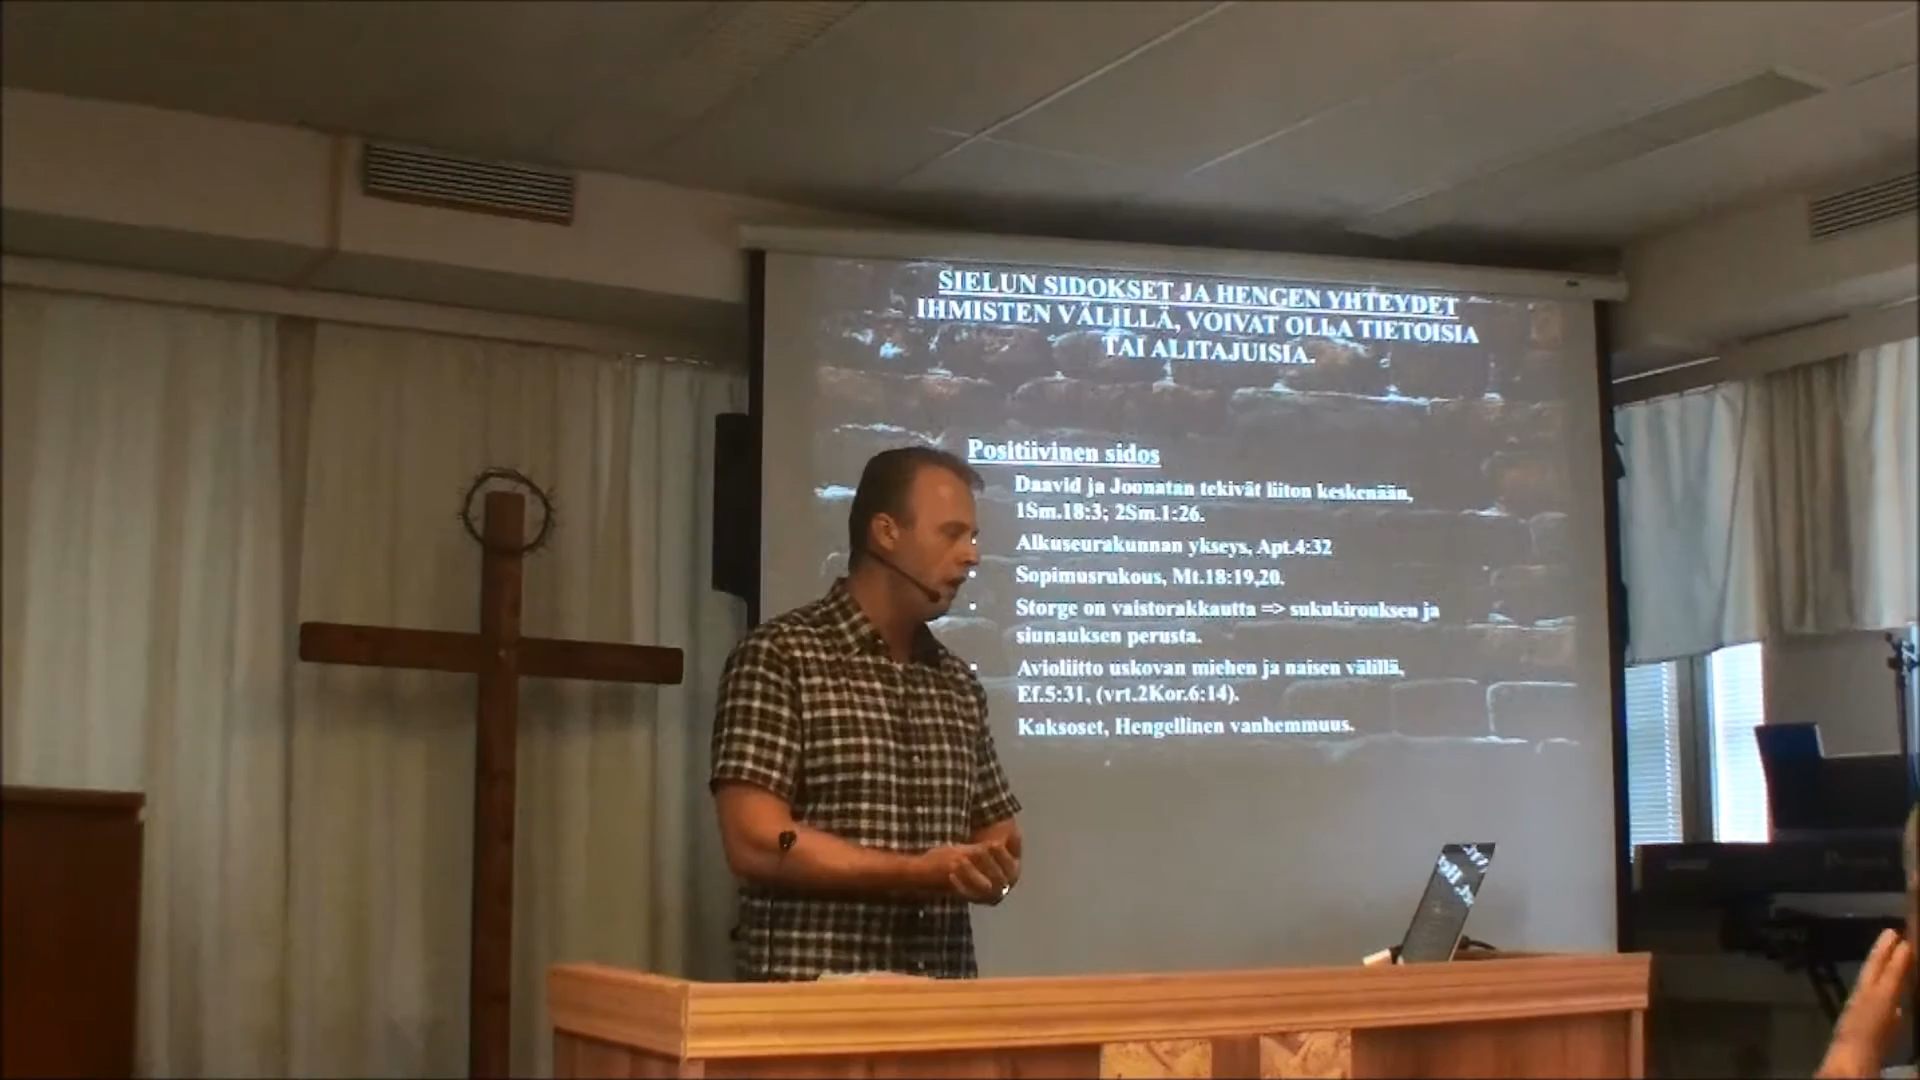 SIELUN SIDOKSET JA HENGEN YHTEYDET
IHMISTEN VÄLILLÄ, VOIVAT OLLA TIETOISIA
TAI ALITAJUISIA.
Positiivinen sidos
Daavid ja Joonatan tekivät liiton keskenään,
1Sm.18:3; 2Sm.1:26.
Alkuseurakunnan ykseys, Apt.4:32
Sopimusrukous, Mt.18:19,20.
Storge on vaistorakkautta => sukukirouksen ja
siunauksen perusta.
Avioliitto uskovan miehen ja naisen välillä,
Ef.5:31, (vrt.2Kor.6:14).
Kaksoset, Hengellinen vanhemmuus.